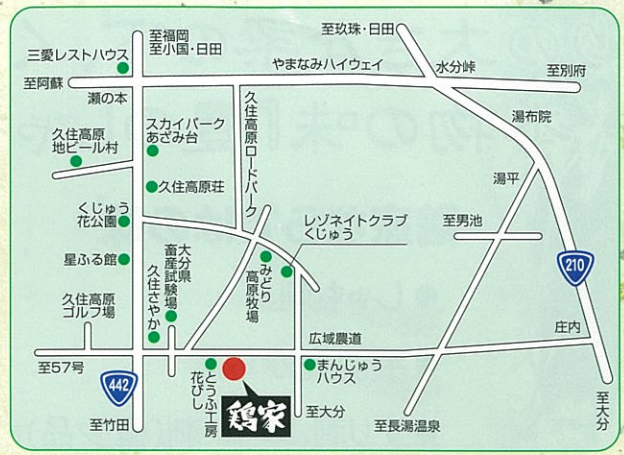 至福岡
至小国・日田
至玖珠・日田
三愛レストハウス
至阿蘇
やまなみハイウェイ
水分峠
至別府
瀬の本
湯布院
久住高原
地ビール村
スカイパーク
あざみ台
久住高原ロードパーク
久住高原荘
湯平
くじゅう
花公園
レゾネイトクラブ
くじゅう
至男池
星ふる館
大分県
畜産試験場
久住さやか
みどり
高原牧場
210
久住高原
ゴルフ場
広域農道
庄内
至57号
442
とうふ工房
花びし
鶏家
まんじゅう
ハウス
至竹田
至大分
至長湯温泉
至大分